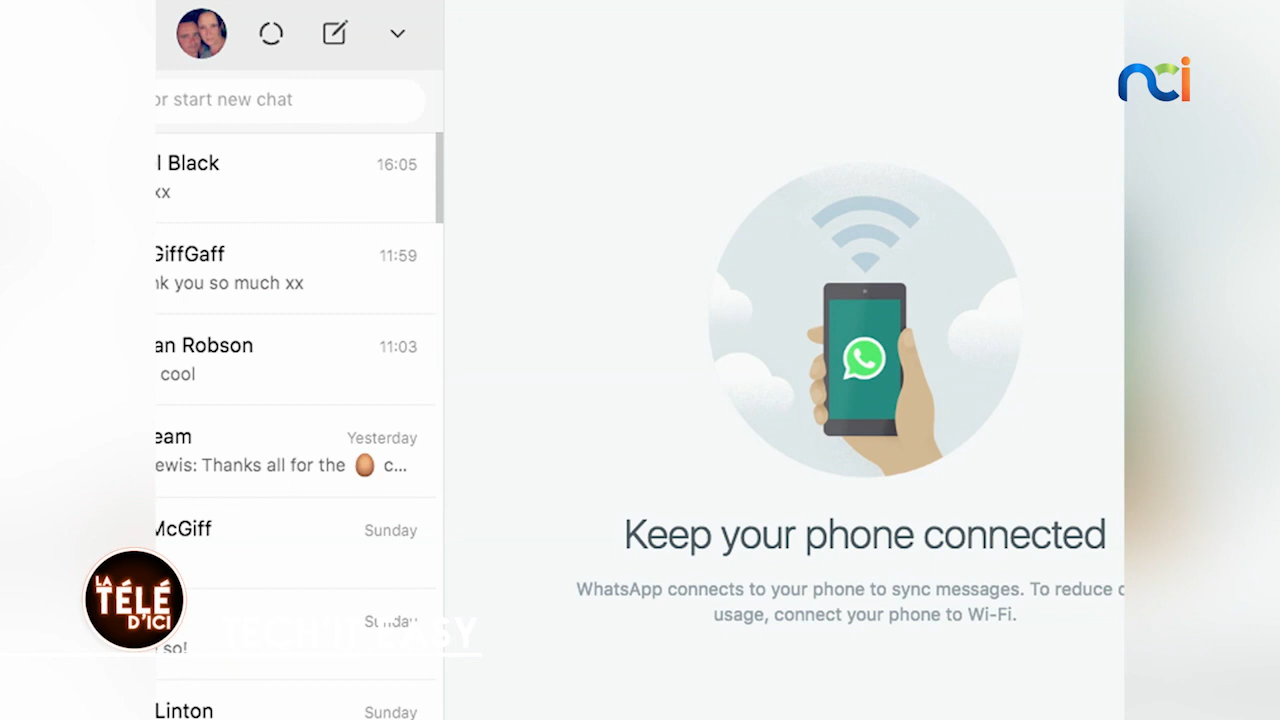 nci
or start new chat
l Black
16:05
xx
GiffGaff
11:59
nk you so much xx
an Robson
11:03
cool
eam
Yesterday
ewis: Thanks all for the 🥚 c...
McGiff
Sunday
Sunday
so!
Linton
Sunday
Keep your phone connected
WhatsApp connects to your phone to sync messages. To reduce
usage, connect your phone to Wi-Fi.
LA
TÉLÉ
D'ICI
TECH'IT EASY